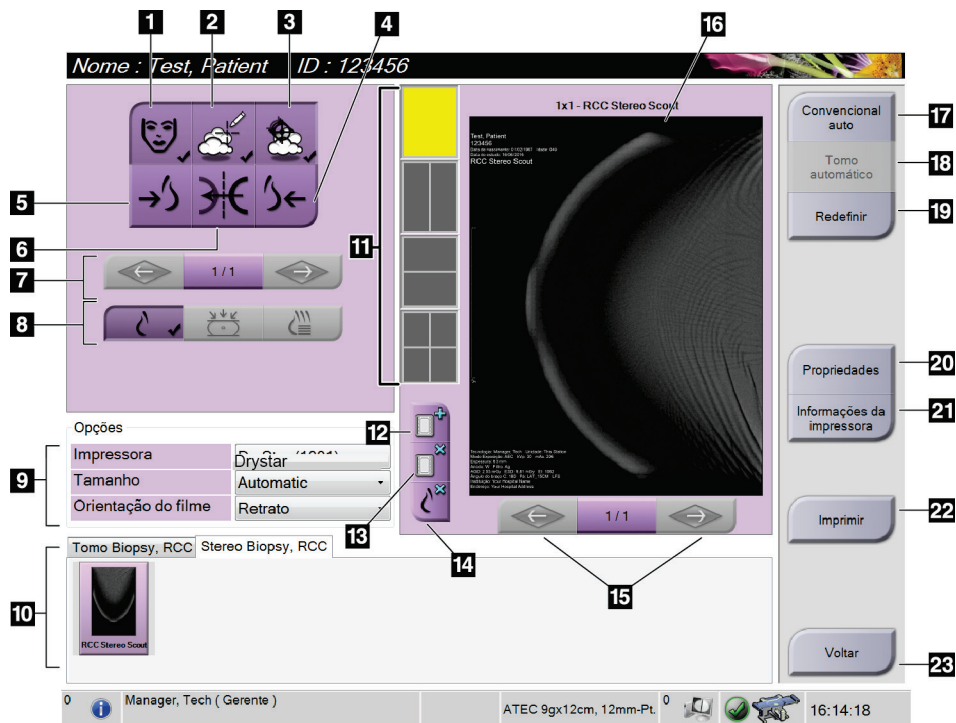 1
2
3
4
16
Nome : Test, Patient ID : 123456
1x1 - RCC Stereo Scout
Test, Patient
123456
RCC Stereo Scout
Convencional
auto
17
Tomo
automático
18
Redefinir
19
5
6
7
1 / 1
8
11
Propriedades
20
Informações da
impressora
21
Opções
12
9
Impressora
Drystar
Tamanho
Automatic
Orientação do filme
Retrato
13
14
1 / 1
15
Imprimir
22
Tomo Biopsy, RCC
Stereo Biopsy, RCC
10
RCC Stereo Scout
Voltar
23
0
Manager, Tech ( Gerente )
ATEC 9gx12cm, 12mm-Pt.
0
16:14:18